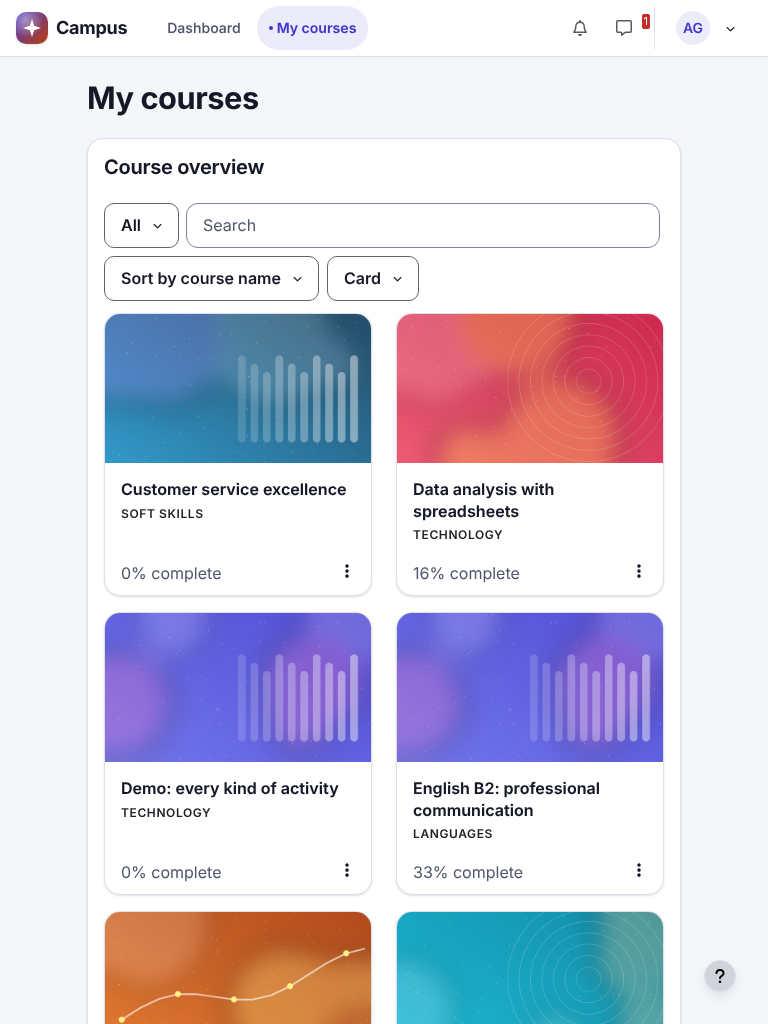 Campus
Dashboard
My courses
1
AG
My courses
Course overview
All
Search
Sort by course name
Card
Customer service excellence
SOFT SKILLS
0% complete
Data analysis with
spreadsheets
TECHNOLOGY
16% complete
Demo: every kind of activity
TECHNOLOGY
0% complete
English B2: professional
communication
LANGUAGES
33% complete
?